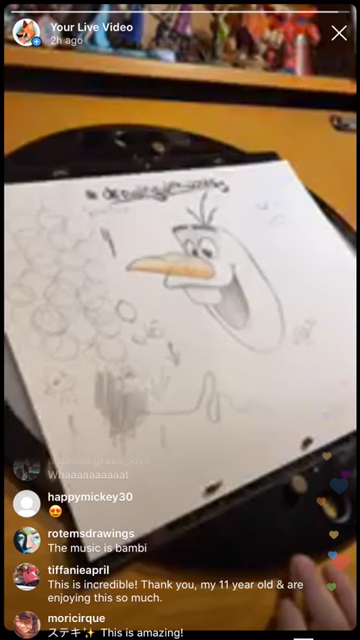 Your Live Video
2h ago
Whaaaaaaaaat
happymickey30
😍
rotemsdrawings
The music is bambi
tiffanieapril
This is incredible! Thank you, my 11 year old & are
enjoying this so much.
moricirque
ステキ✨ This is amazing!